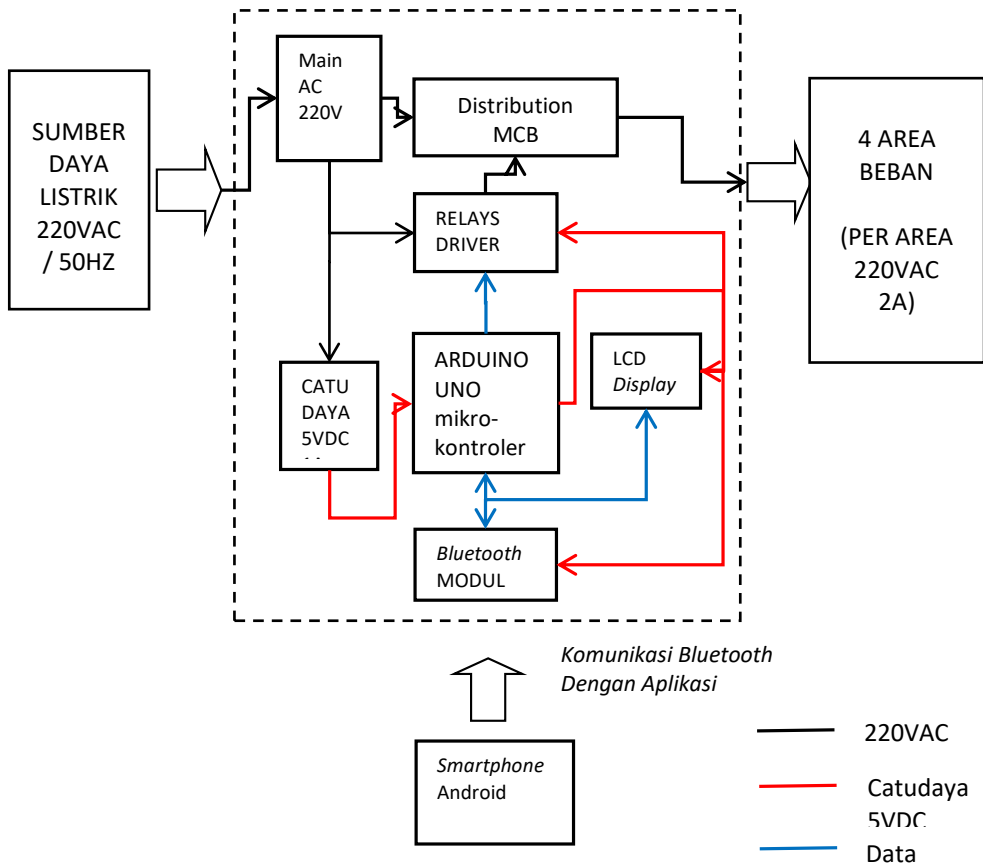 SUMBER
DAYA
LISTRIK
220VAC
/ 50HZ
Main
AC
220V
Distribution
MCB
4 AREA
BEBAN
(PER AREA
220VAC
2A)
RELAYS
DRIVER
CATU
DAYA
5VDC
ARDUINO
UNO
mikro-
kontroler
LCD
Display
Bluetooth
MODUL
Komunikasi Bluetooth
Dengan Aplikasi
Smartphone
Android
220VAC
Catudaya
5VDC
Data